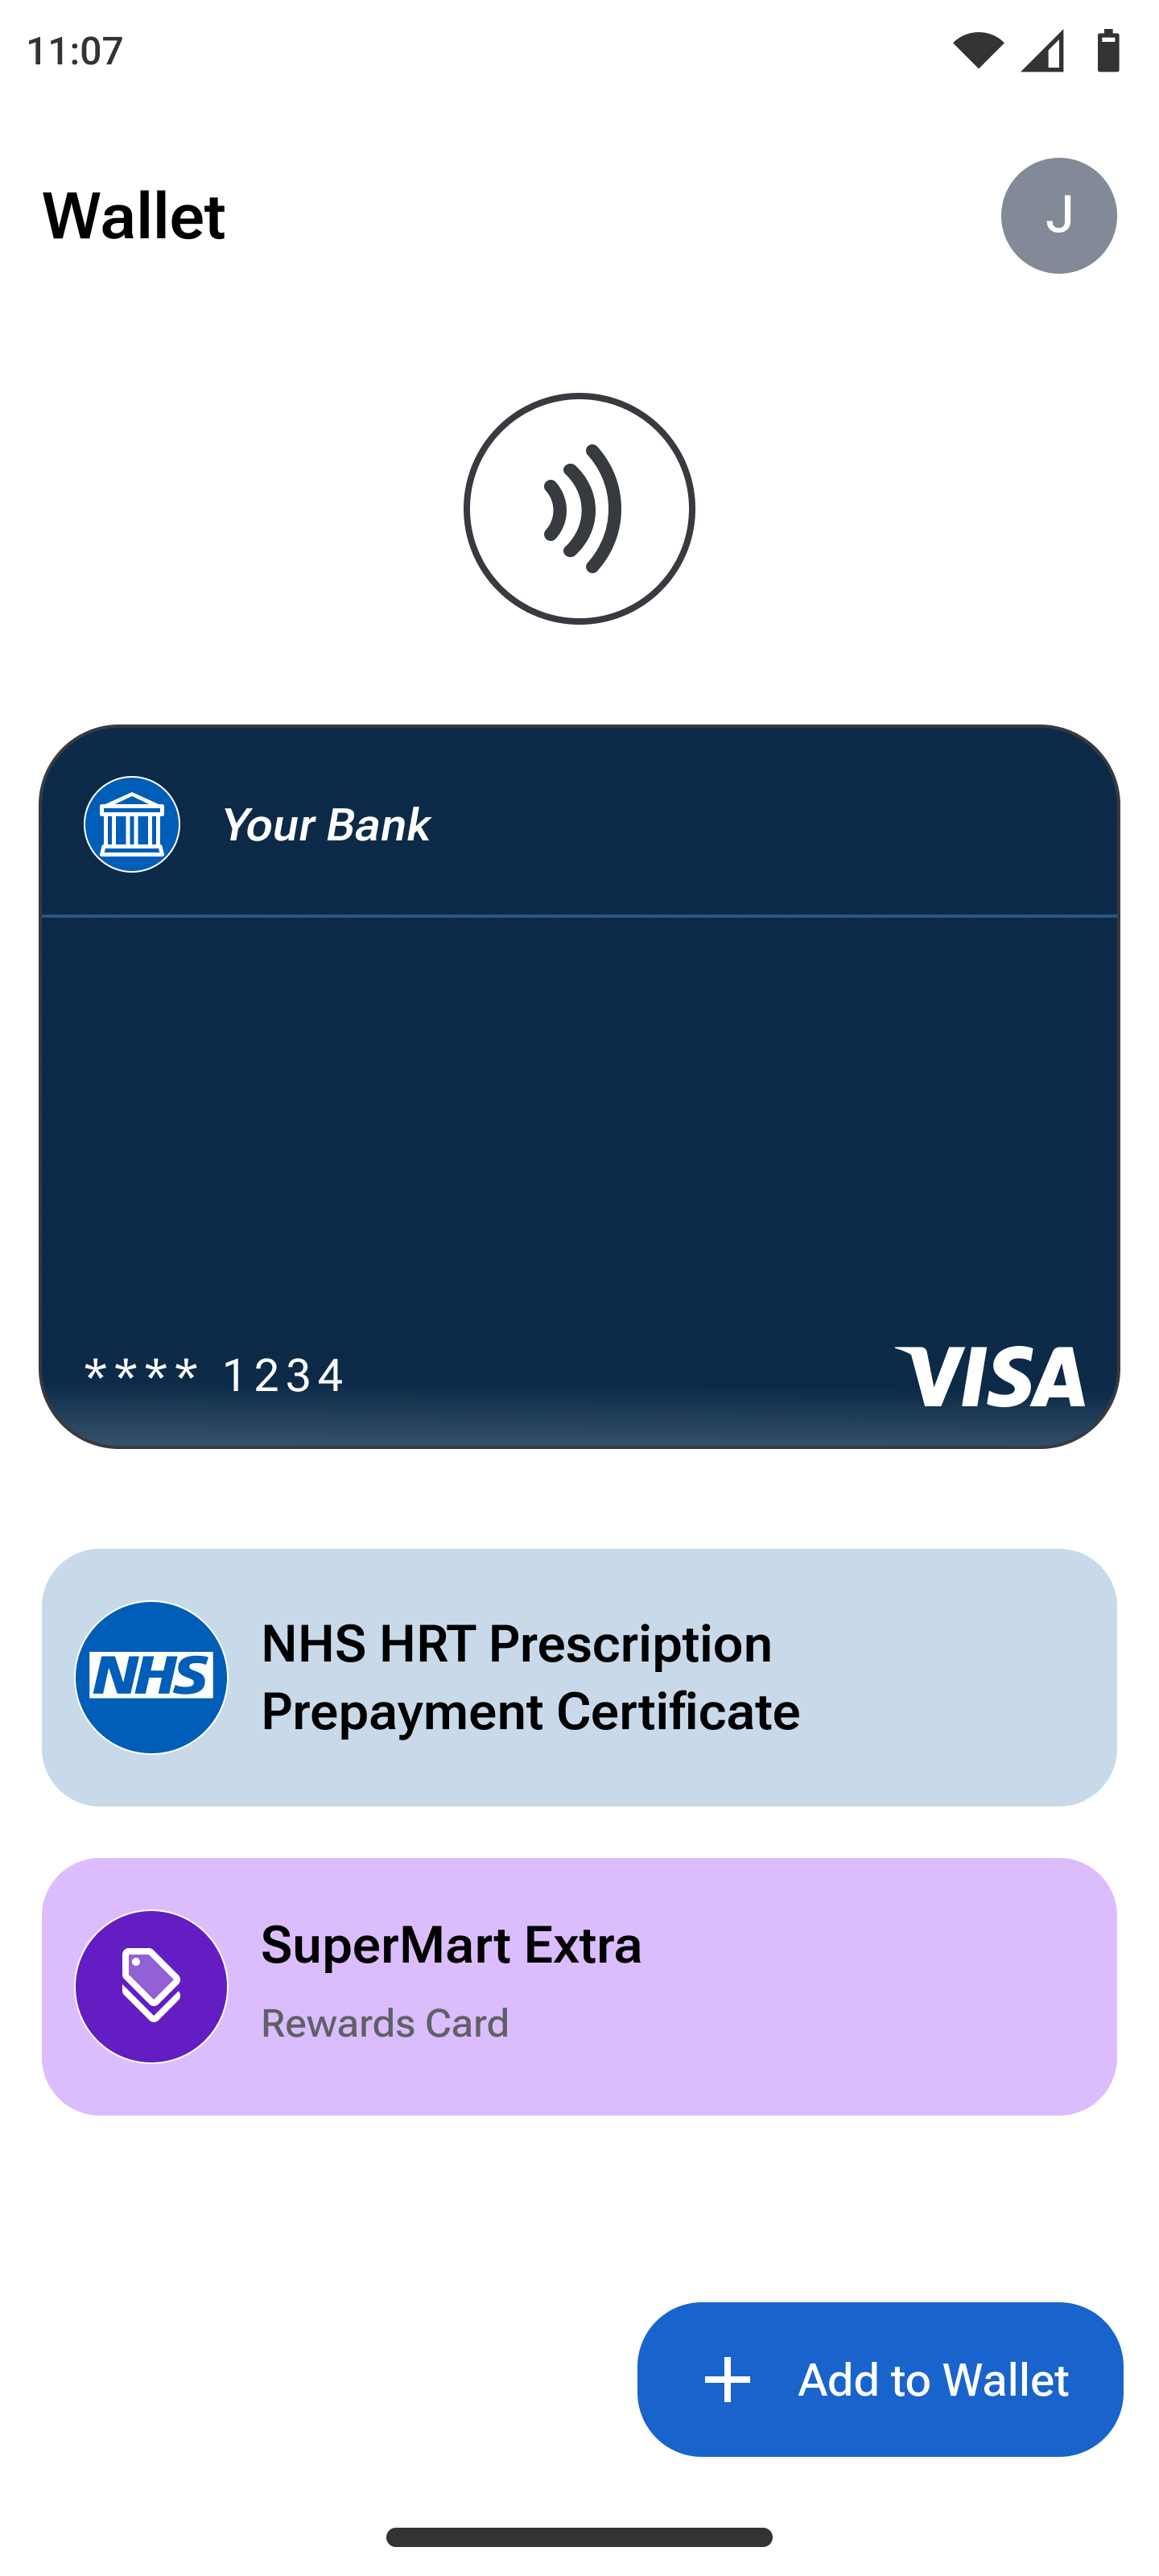 11:07
Wallet
J
Your Bank
**** 1234
VISA
NHS
NHS HRT Prescription
Prepayment Certificate
SuperMart Extra
Rewards Card
Add to Wallet